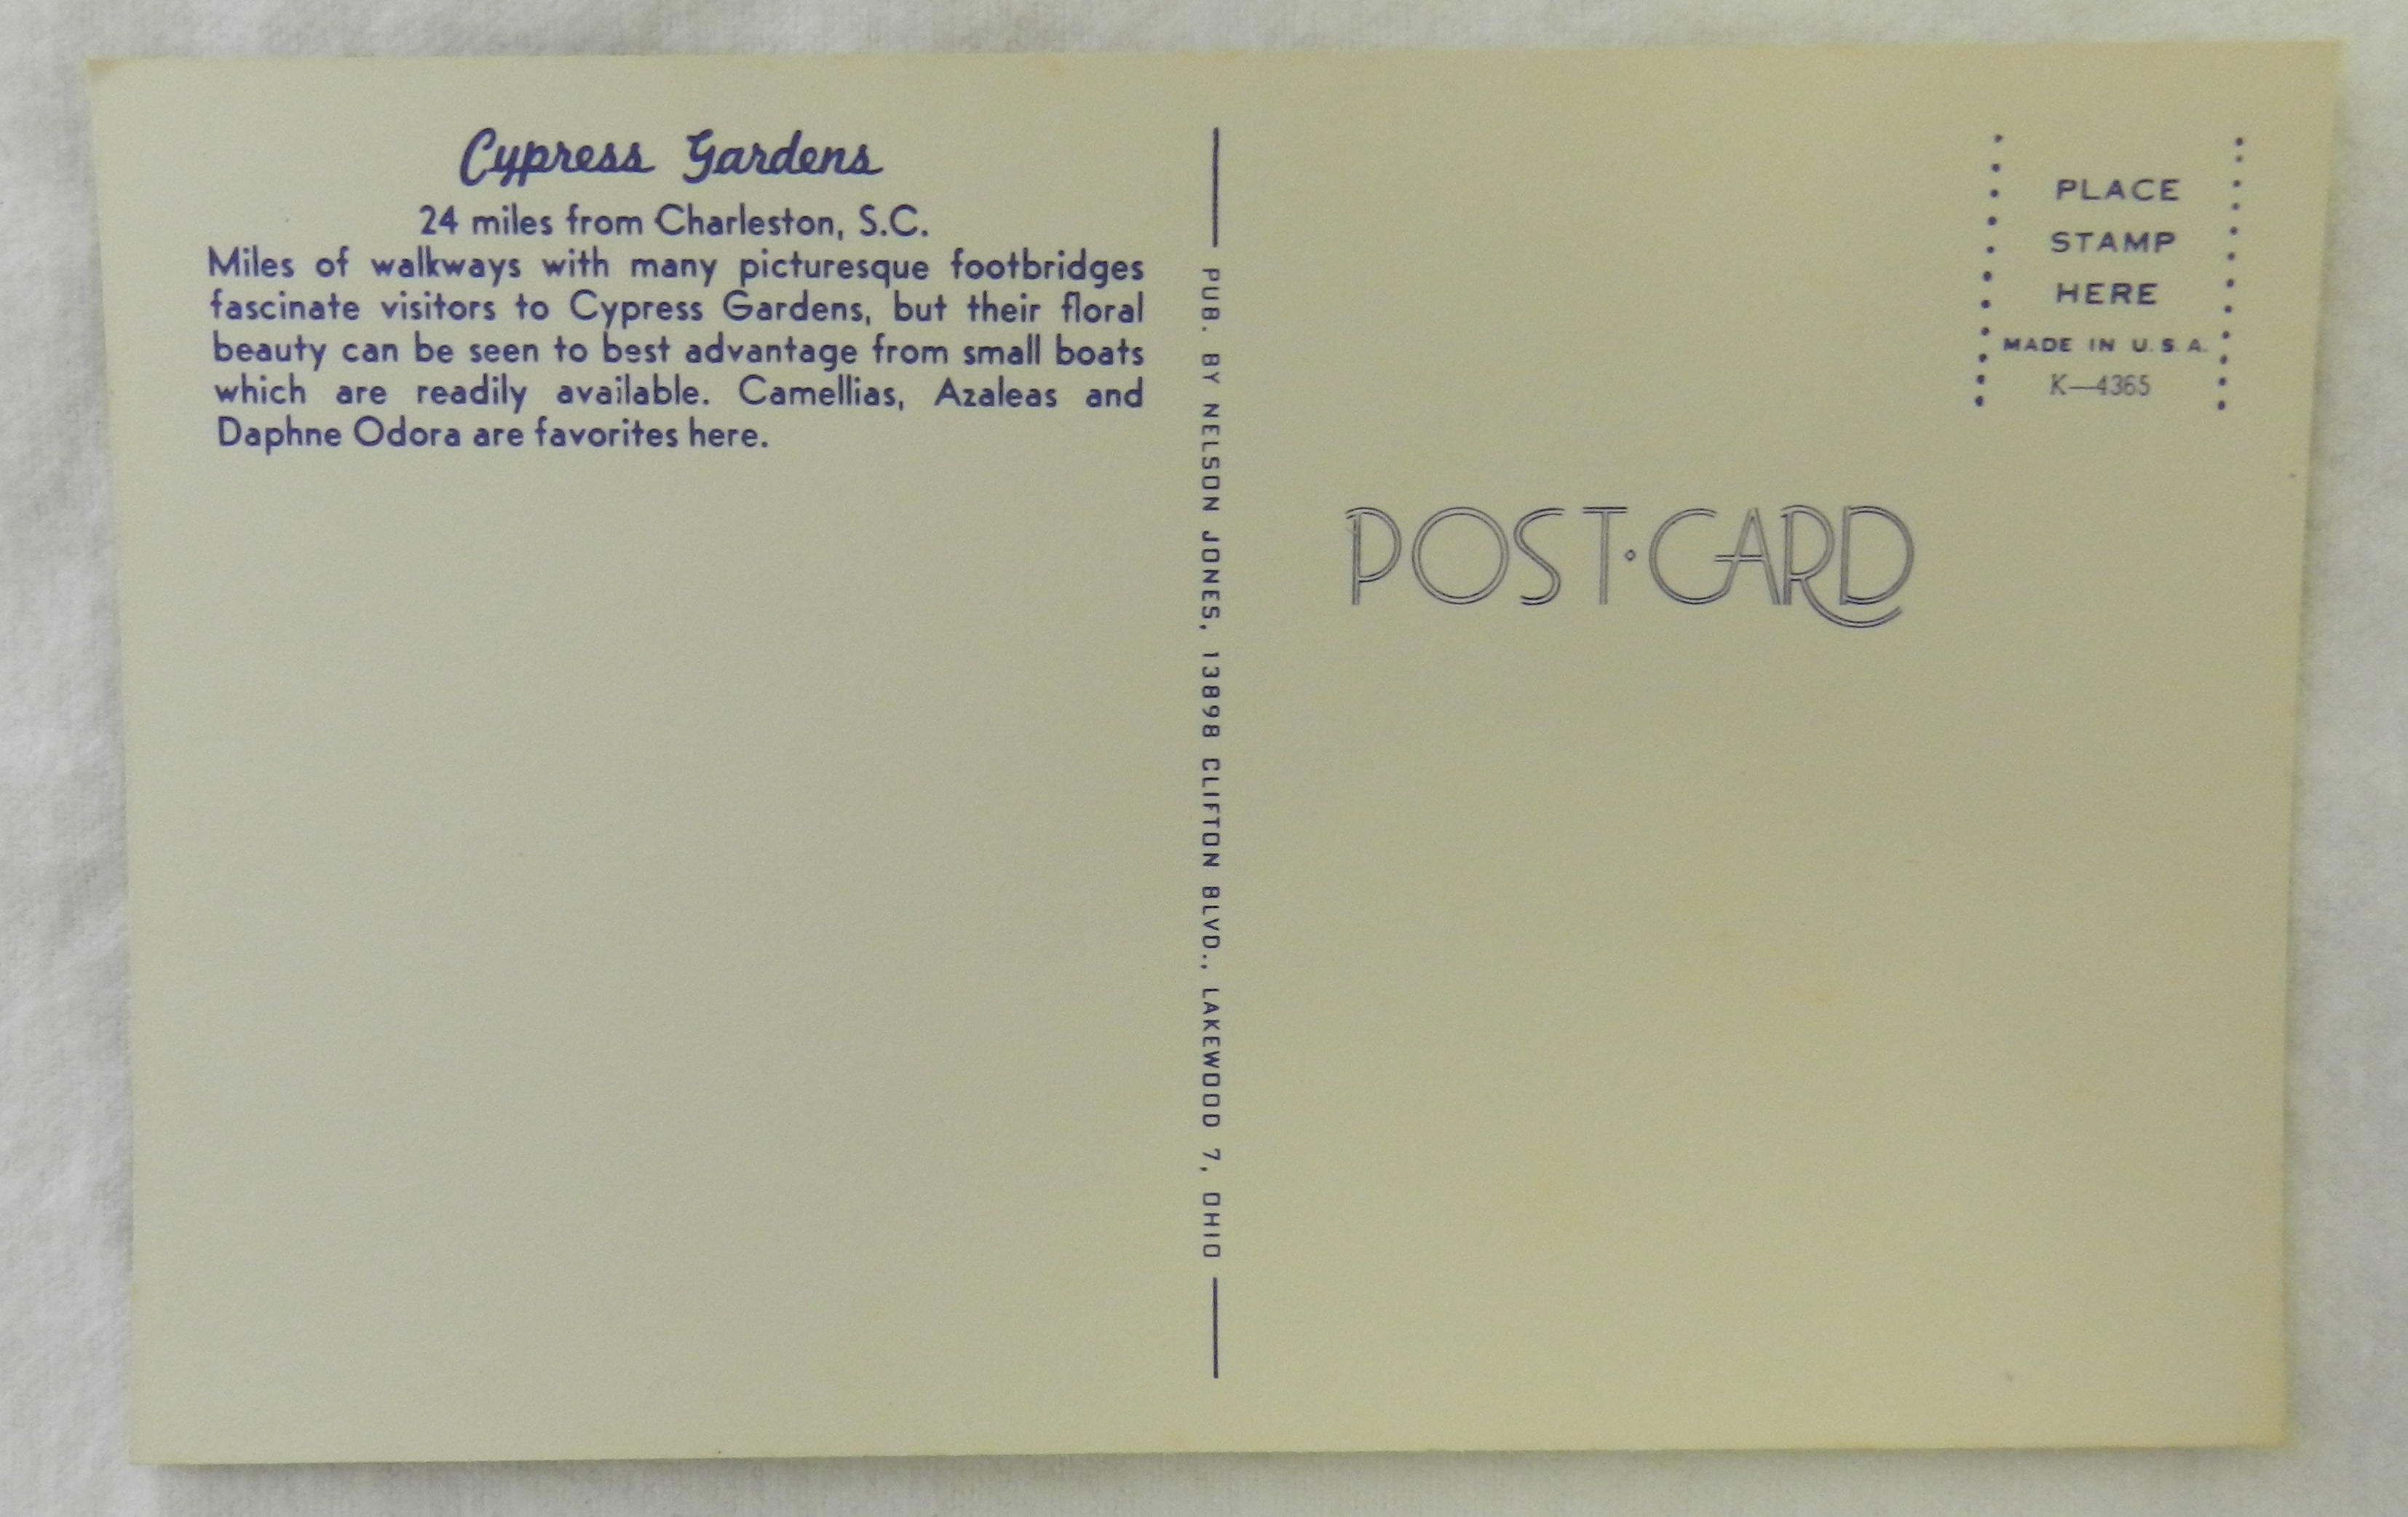 Cypress Gardens
24 miles from Charleston, S.C.
Miles of walkways with many picturesque footbridges
fascinate visitors to Cypress Gardens, but their floral
beauty can be seen to best advantage from small boats
which are readily available. Camellias, Azaleas and
Daphne Odora are favorites here.
PUB. BY NELSON JONES, 13898 CLIFTON BLVD., LAKEWOOD 7, OHIO
PLACE
STAMP
HERE
MADE IN U.S.A.
K—4365
POST·CARD